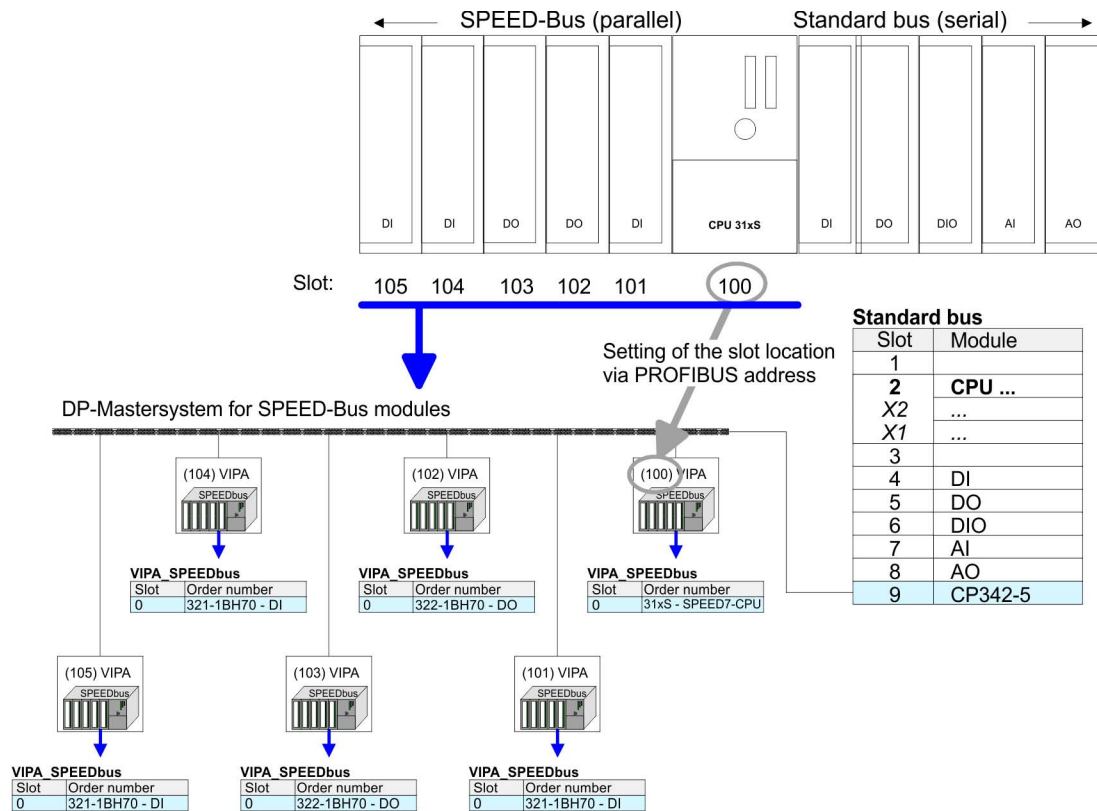 SPEED-Bus (parallel) Standard bus (serial)
DI DI DO DO DI CPU 31xS DI DO DIO AI AO
Slot: 105 104 103 102 101 100
Setting of the slot location
via PROFIBUS address
Standard bus
Slot Module
1
2 CPU ...
X2 ...
X1 ...
3
4 DI
5 DO
6 DIO
7 AI
8 AO
9 CP342-5
DP-Mastersystem for SPEED-Bus modules
(104) VIPA
SPEEDbus
VIPA_SPEEDbus
Slot Order number
0 321-1BH70 - DI
(102) VIPA
SPEEDbus
VIPA_SPEEDbus
Slot Order number
0 322-1BH70 - DO
(100) VIPA
SPEEDbus
VIPA_SPEEDbus
Slot Order number
0 31xS - SPEED7-CPU
(105) VIPA
SPEEDbus
VIPA_SPEEDbus
Slot Order number
0 321-1BH70 - DI
(103) VIPA
SPEEDbus
VIPA_SPEEDbus
Slot Order number
0 322-1BH70 - DO
(101) VIPA
SPEEDbus
VIPA_SPEEDbus
Slot Order number
0 321-1BH70 - DI